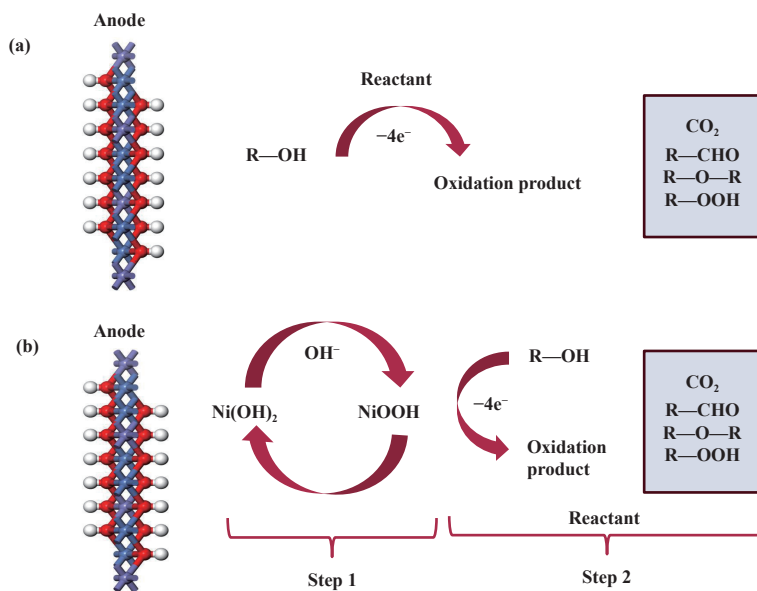 Anode
(a)
Reactant
−4e⁻
R—OH
Oxidation product
CO₂
R—CHO
R—O—R
R—OOH
Anode
(b)
OH⁻
Ni(OH)₂
NiOOH
R—OH
−4e⁻
Oxidation
product
CO₂
R—CHO
R—O—R
R—OOH
Reactant
Step 1
Step 2